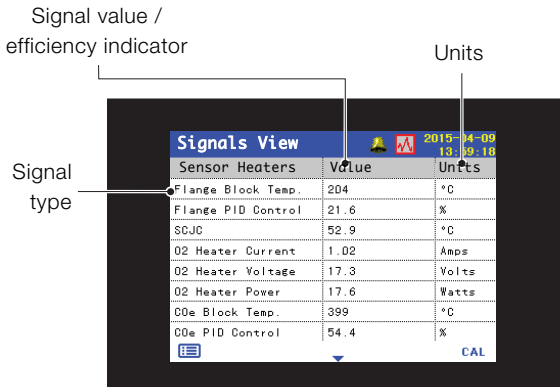 Signal value /
efficiency indicator
Units
Signal
type
Signals View
2015-04-09
13:59:18
Sensor Heaters Value Units
Flange Block Temp. 204 °C
Flange PID Control 21.6 %
SCJC 52.9 °C
O2 Heater Current 1.02 Amps
O2 Heater Voltage 17.3 Volts
O2 Heater Power 17.6 Watts
COe Block Temp. 399 °C
COe PID Control 54.4 %
CAL